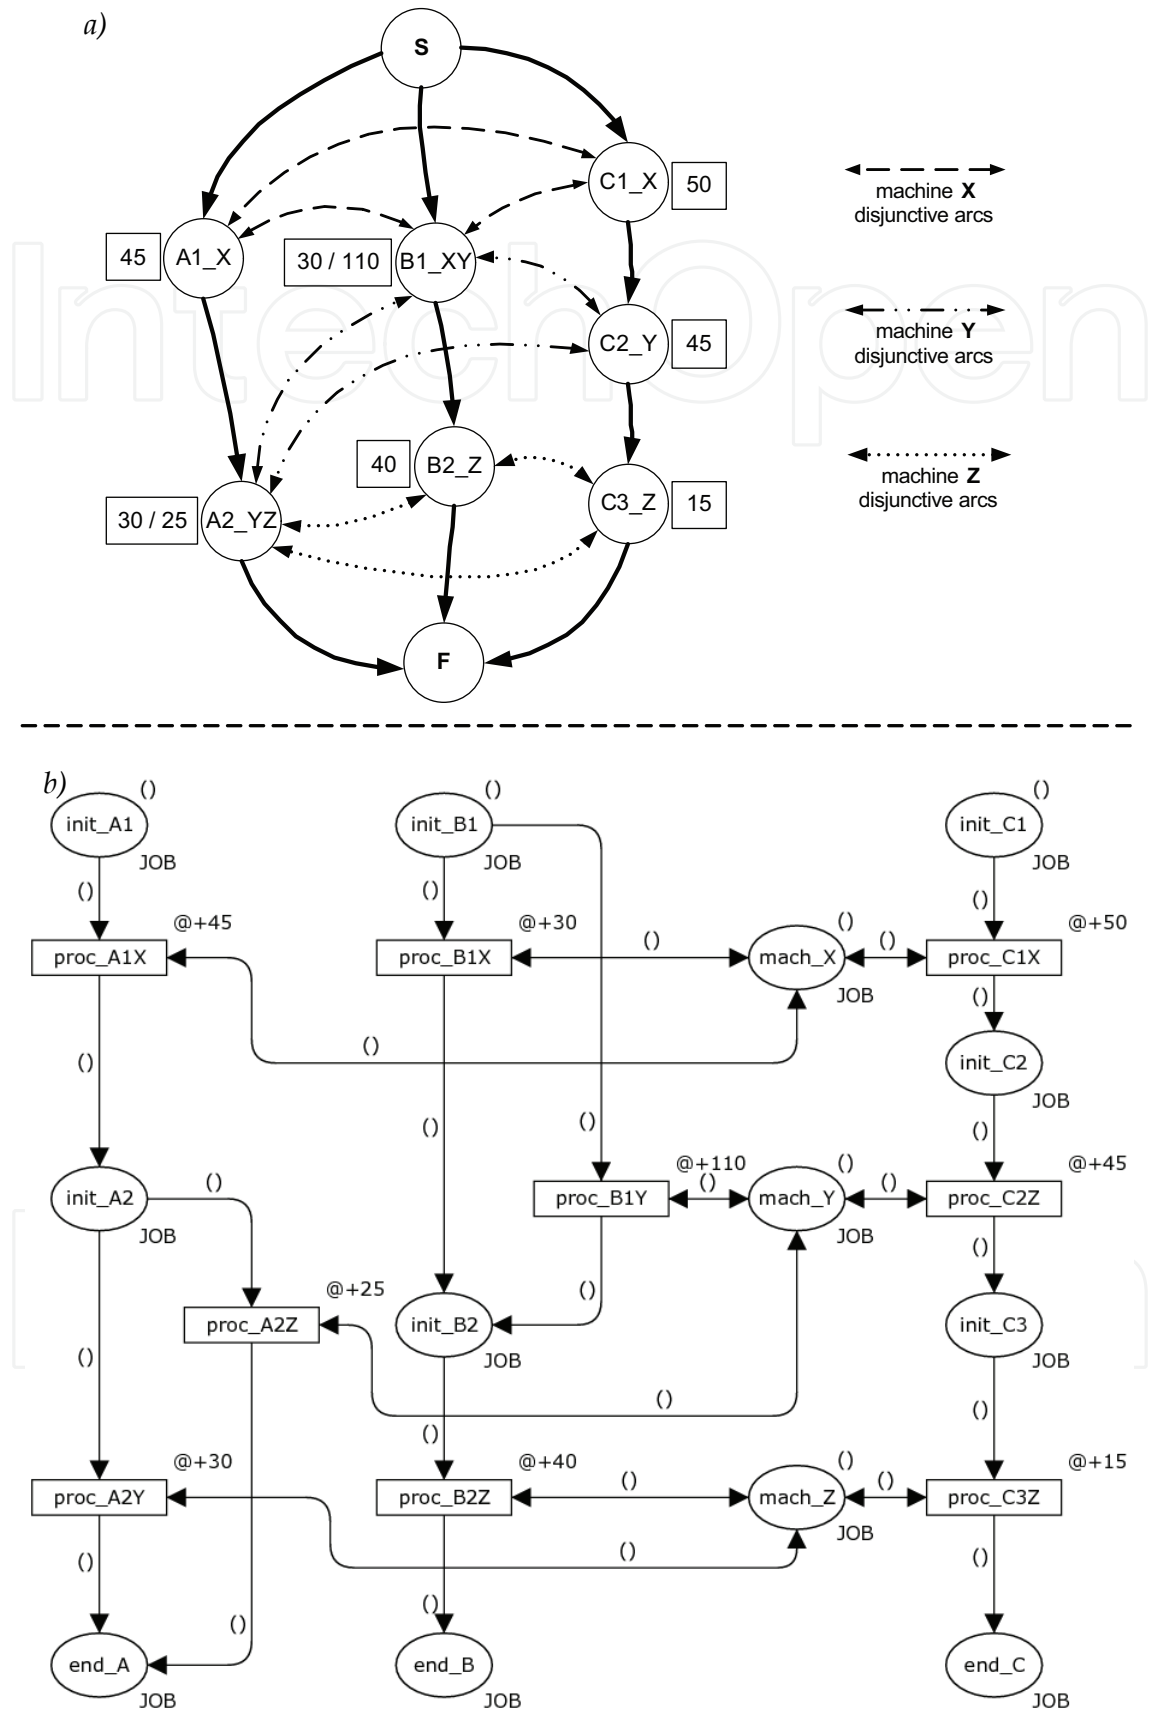 a)
S
C1_X
50
machine X
disjunctive arcs
45
A1_X
30 / 110
B1_XY
machine Y
disjunctive arcs
C2_Y
45
40
B2_Z
machine Z
disjunctive arcs
C3_Z
15
30 / 25
A2_YZ
F
IntechOpen
b)
()
()
()
init_A1
init_B1
init_C1
JOB
JOB
JOB
()
()
()
@+45
@+30
()
@+50
proc_A1X
proc_B1X
()
mach_X
()
proc_C1X
JOB
()
()
()
init_C2
JOB
()
()
()
@+110
()
@+45
init_A2
()
proc_B1Y
()
mach_Y
()
proc_C2Z
JOB
JOB
()
@+25
()
proc_A2Z
init_B2
init_C3
()
JOB
JOB
()
()
()
@+30
@+40
()
@+15
proc_A2Y
proc_B2Z
()
mach_Z
()
proc_C3Z
JOB
()
()
()
()
()
end_A
end_B
end_C
JOB
JOB
JOB